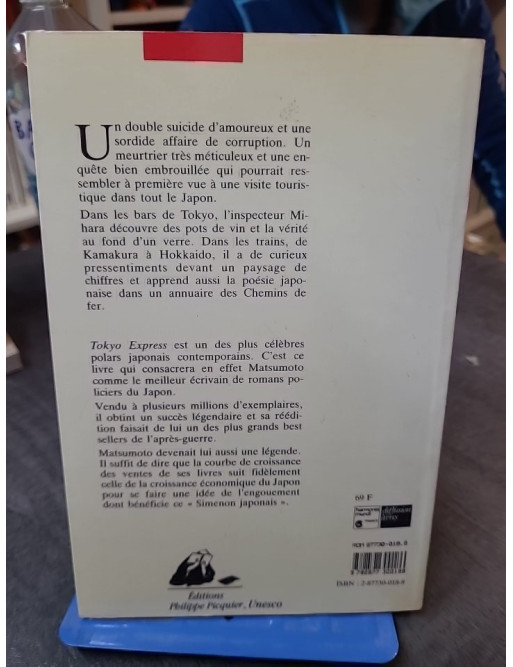 Un double suicide d'amoureux et une
sordide affaire de corruption. Un
meurtrier très méticuleux et une en-
quête bien embrouillée qui pourrait res-
sembler à première vue à une visite touris-
tique dans tout le Japon.
Dans les bars de Tokyo, l'inspecteur Mi-
hara découvre des pots de vin et la vérité
au fond d'un verre. Dans les trains, de
Kamakura à Hokkaido, il a de curieux
pressentiments devant un paysage de
chiffres et apprend aussi la poésie japo-
naise dans un annuaire des Chemins de
fer.
Tokyo Express est un des plus célèbres
polars japonais contemporains. C'est ce
livre qui consacrera en effet Matsumoto
comme le meilleur écrivain de romans po-
liciers du Japon.
Vendu à plusieurs millions d'exemplaires,
il obtint un succès légendaire et sa réédi-
tion faisait de lui un des plus grands best
sellers de l'après-guerre.
Matsumoto devenait lui aussi une légende.
Il suffit de dire que la courbe de croissance
des ventes de ses livres suit fidèlement
celle de la croissance économique du Japon
pour se faire une idée de l'engouement
dont bénéficie ce « Simenon japonais ».
69 F
Éditions
Philippe Picquier, Unesco
ISBN : 2-87730-018-8